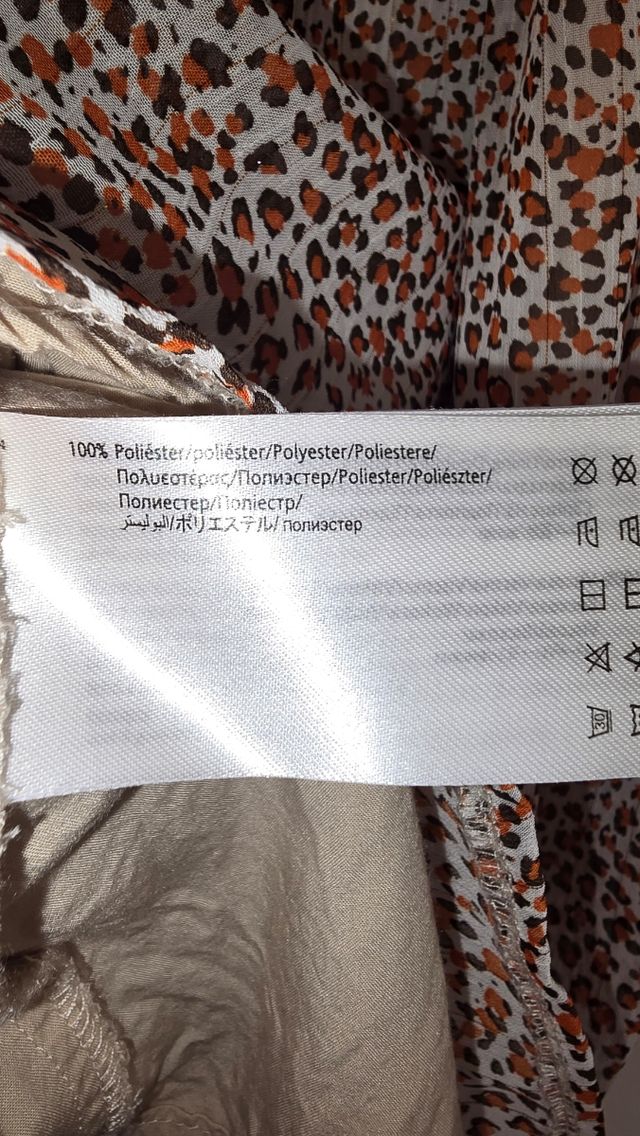 100% Poliéster/poliéster/Polyester/Poliestere/
Πολυεστέρας/Полиэстер/Poliester/Poliészter/
Полиестер/Поліестр/
البوليستر/ポリエステル/полиэстер
30